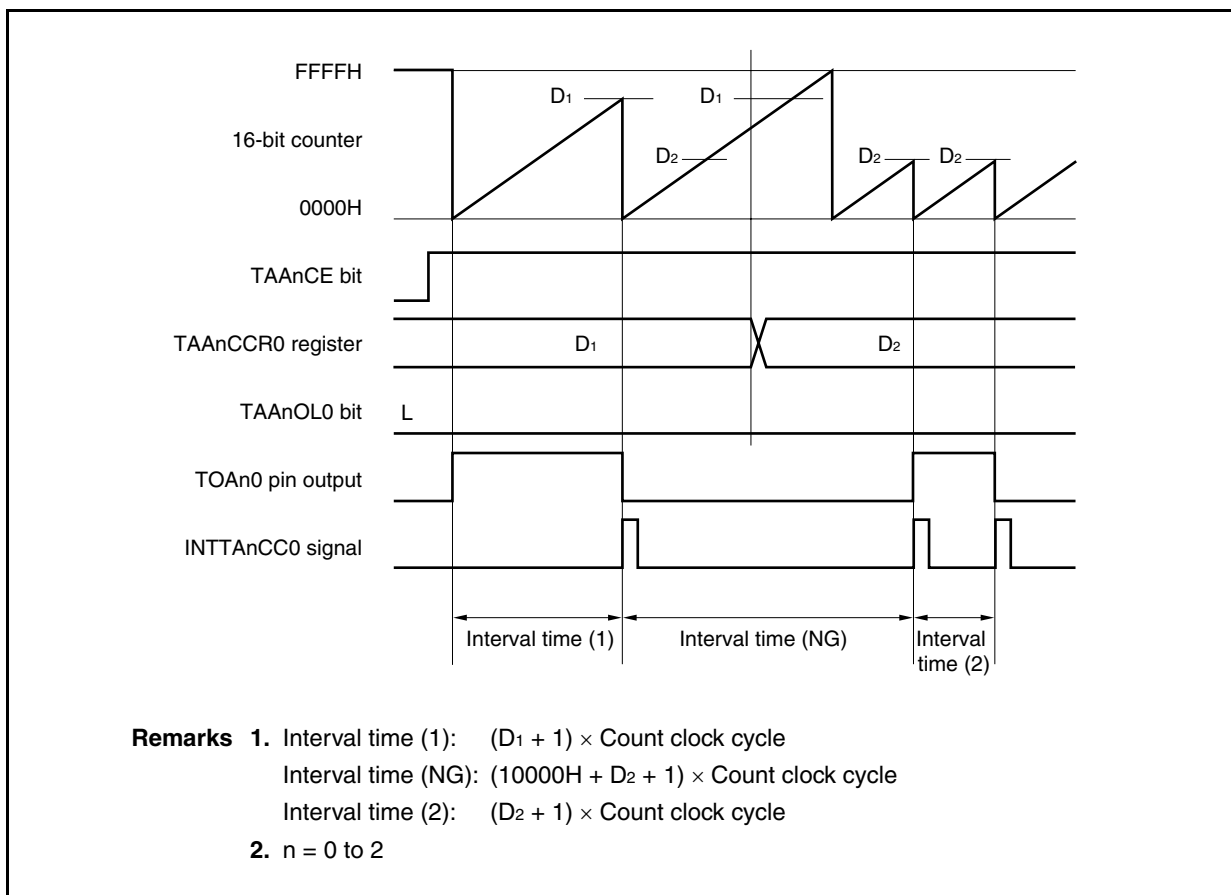 FFFFH
D1
D1
16-bit counter
D2
D2
D2
0000H
TAAnCE bit
TAAnCCR0 register
D1
D2
TAAnOL0 bit
L
TOAn0 pin output
INTTAnCC0 signal
Interval time (1)
Interval time (NG)
Interval
time (2)
Remarks 1. Interval time (1): (D1 + 1) × Count clock cycle
Interval time (NG): (10000H + D2 + 1) × Count clock cycle
Interval time (2): (D2 + 1) × Count clock cycle
2. n = 0 to 2